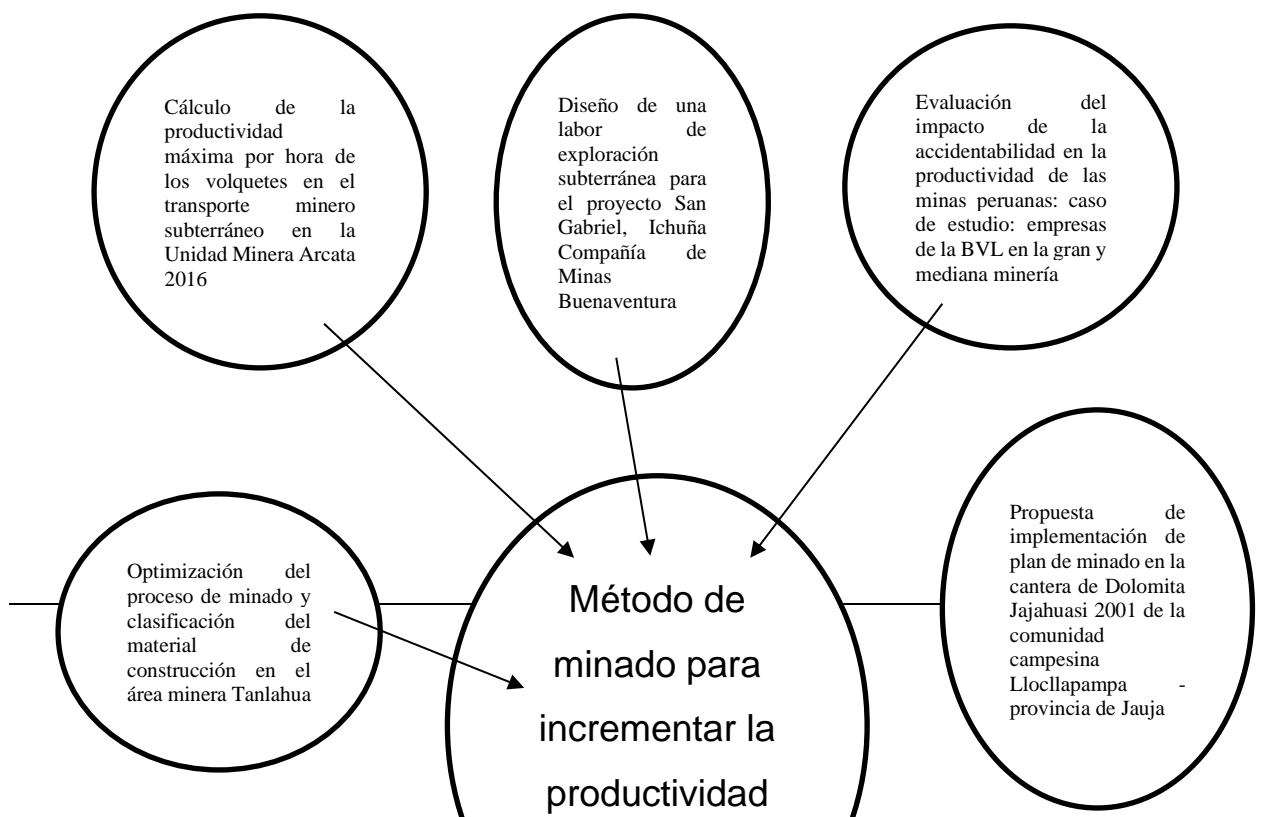 Cálculo de la
productividad
máxima por hora de
los volquetes en el
transporte minero
subterráneo en la
Unidad Minera Arcata
2016
Diseño de una
labor de
exploración
subterránea para
el proyecto San
Gabriel, Ichuña
Compañía de
Minas
Buenaventura
Evaluación del
impacto de la
accidentabilidad en la
productividad de las
minas peruanas: caso
de estudio: empresas
de la BVL en la gran y
mediana minería
Optimización del
proceso de minado y
clasificación del
material de
construcción en el
área minera Tanlahua
Método de
minado para
incrementar la
productividad
Propuesta de
implementación de
plan de minado en la
cantera de Dolomita
Jajahuasi 2001 de la
comunidad
campesina
Llocllapampa -
provincia de Jauja